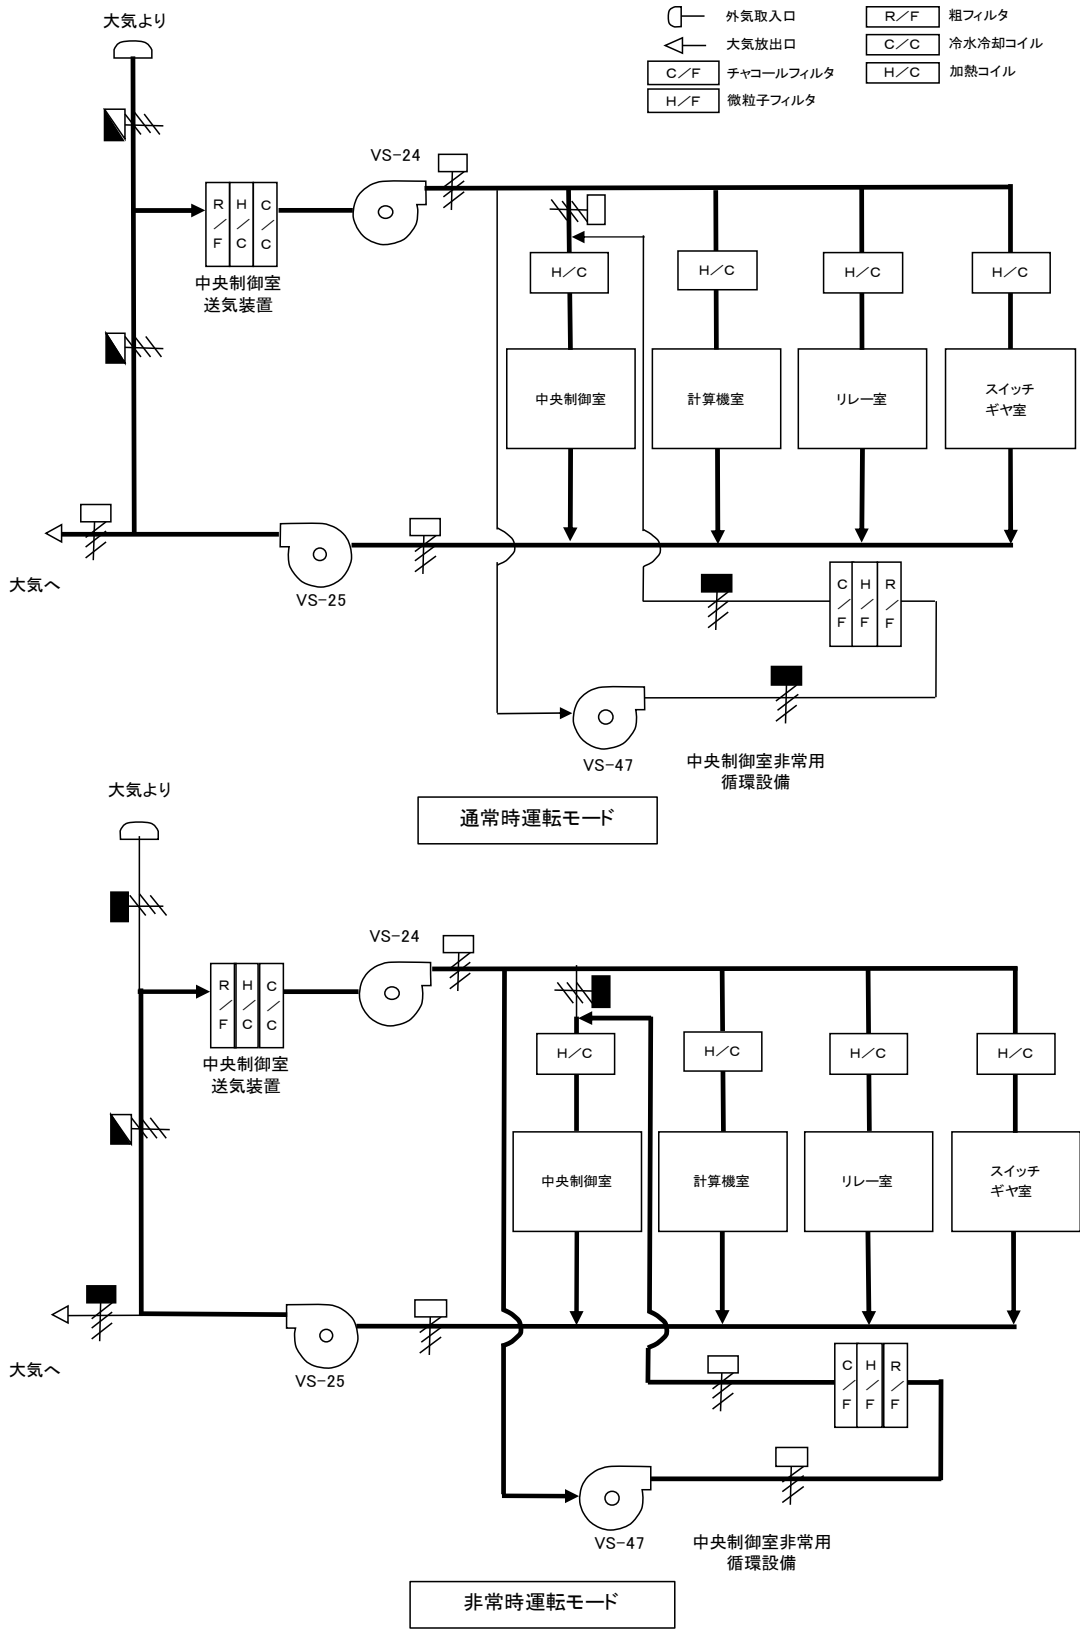 大気より
外気取入口
大気放出口
C/F チャコールフィルタ
H/F 微粒子フィルタ
R/F 粗フィルタ
C/C 冷水冷却コイル
H/C 加熱コイル
VS-24
R/F
H/C
C/C
中央制御室
送気装置
H/C
H/C
H/C
H/C
中央制御室
計算機室
リレー室
スイッチ
ギヤ室
大気へ
VS-25
C/F
H/F
R/F
VS-47
中央制御室非常用
循環設備
通常時運転モード
大気より
VS-24
R/F
H/C
C/C
中央制御室
送気装置
H/C
H/C
H/C
H/C
中央制御室
計算機室
リレー室
スイッチ
ギヤ室
大気へ
VS-25
C/F
H/F
R/F
VS-47
中央制御室非常用
循環設備
非常時運転モード